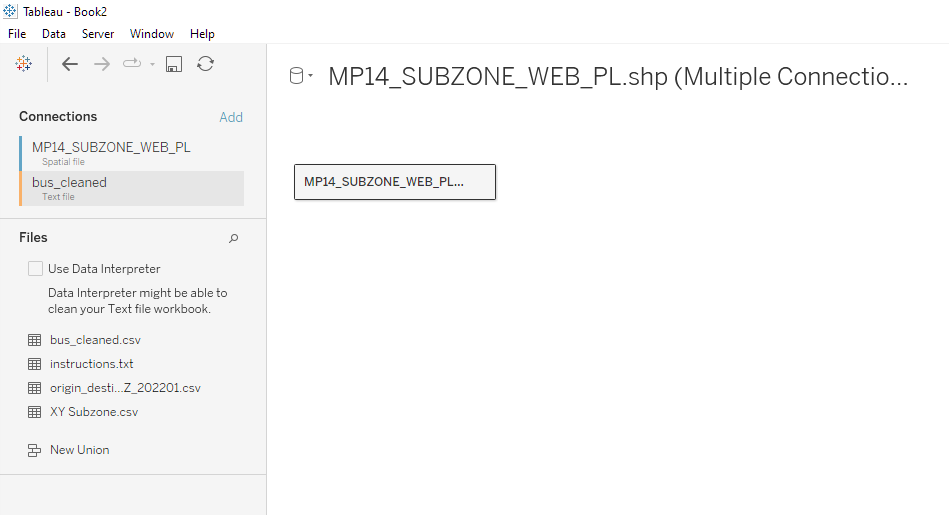 Tableau - Book2
File Data Server Window Help
MP14_SUBZONE_WEB_PL.shp (Multiple Connectio...
Connections Add
MP14_SUBZONE_WEB_PL
Spatial file
bus_cleaned
Text file
MP14_SUBZONE_WEB_PL...
Files
Use Data Interpreter
Data Interpreter might be able to
clean your Text file workbook.
bus_cleaned.csv
instructions.txt
origin_desti...Z_202201.csv
XY Subzone.csv
New Union